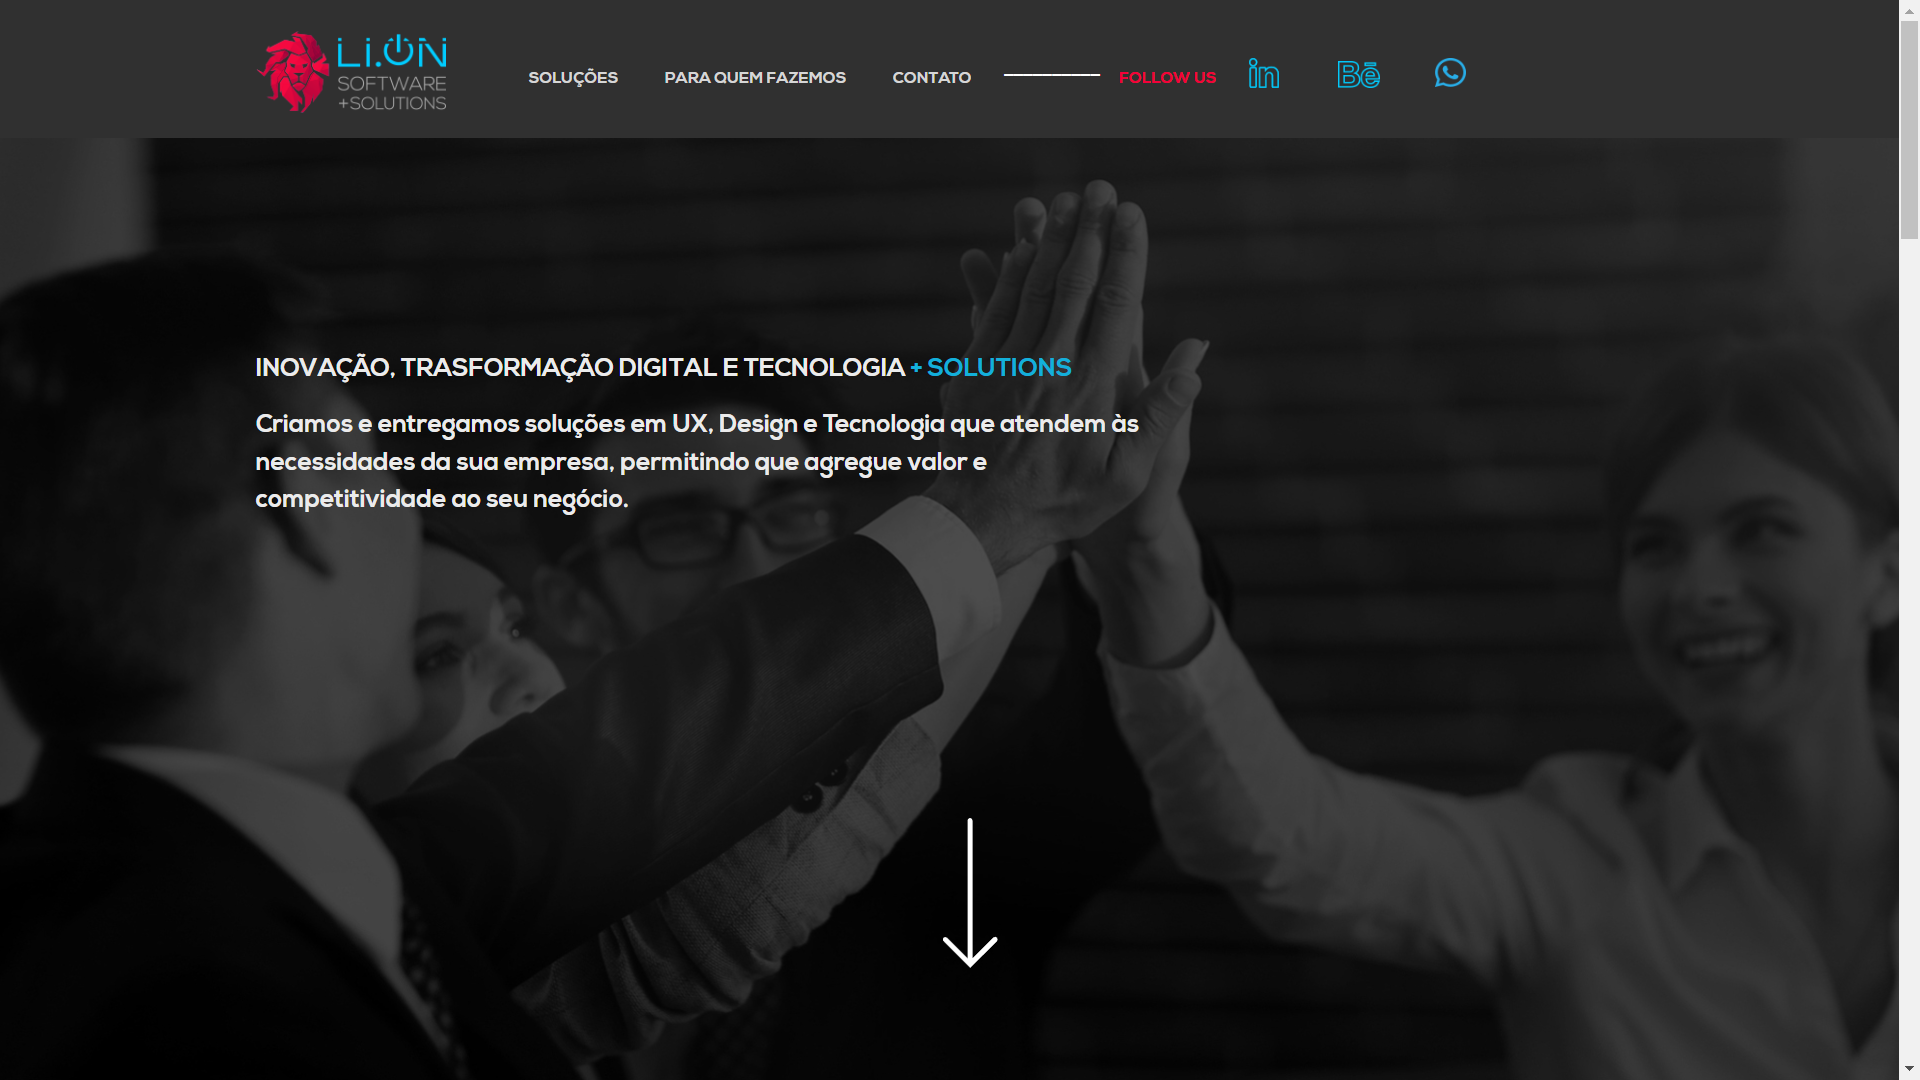 LI.ON
SOFTWARE
+SOLUTIONS
SOLUÇÕES PARA QUEM FAZEMOS CONTATO FOLLOW US in Bē
INOVAÇÃO, TRASFORMAÇÃO DIGITAL E TECNOLOGIA + SOLUTIONS
Criamos e entregamos soluções em UX, Design e Tecnologia que atendem às
necessidades da sua empresa, permitindo que agregue valor e
competitividade ao seu negócio.